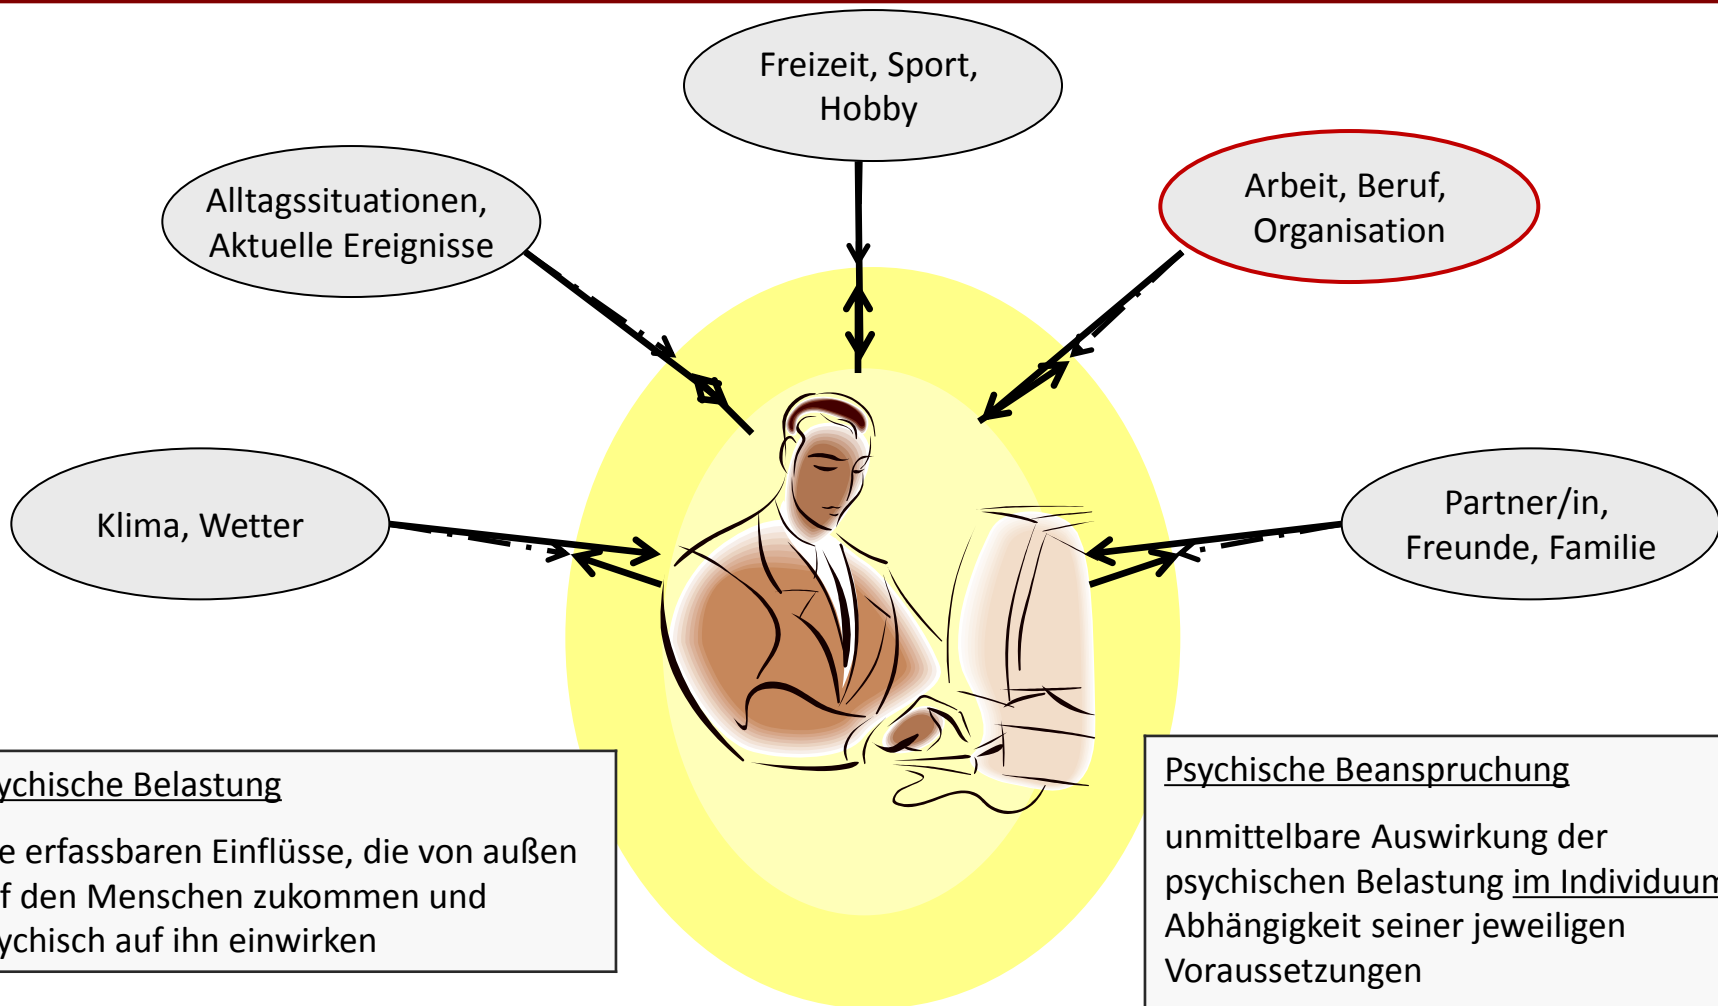 Freizeit, Sport,
Hobby
Alltagssituationen,
Aktuelle Ereignisse
Arbeit, Beruf,
Organisation
Klima, Wetter
Partner/in,
Freunde, Familie
ychische Belastung
e erfassbaren Einflüsse, die von außen
f den Menschen zukommen und
ychisch auf ihn einwirken
Psychische Beanspruchung
unmittelbare Auswirkung der
psychischen Belastung im Individuum
Abhängigkeit seiner jeweiligen
Voraussetzungen